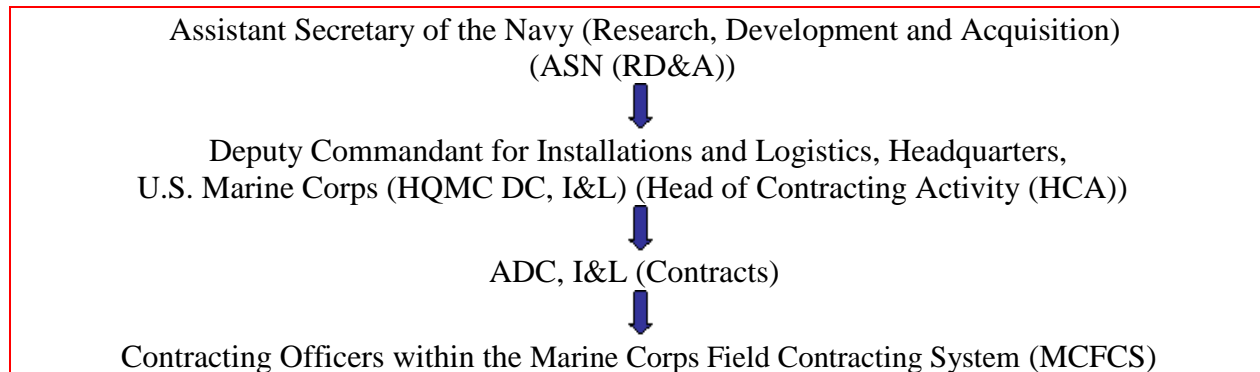 Assistant Secretary of the Navy (Research, Development and Acquisition)
(ASN (RD&A))
Deputy Commandant for Installations and Logistics, Headquarters,
U.S. Marine Corps (HQMC DC, I&L) (Head of Contracting Activity (HCA))
ADC, I&L (Contracts)
Contracting Officers within the Marine Corps Field Contracting System (MCFCS)